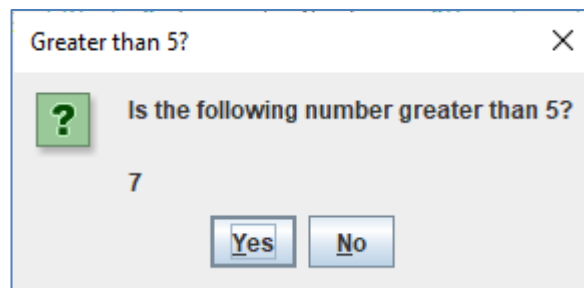 Greater than 5?
Is the following number greater than 5?
7
Yes
No